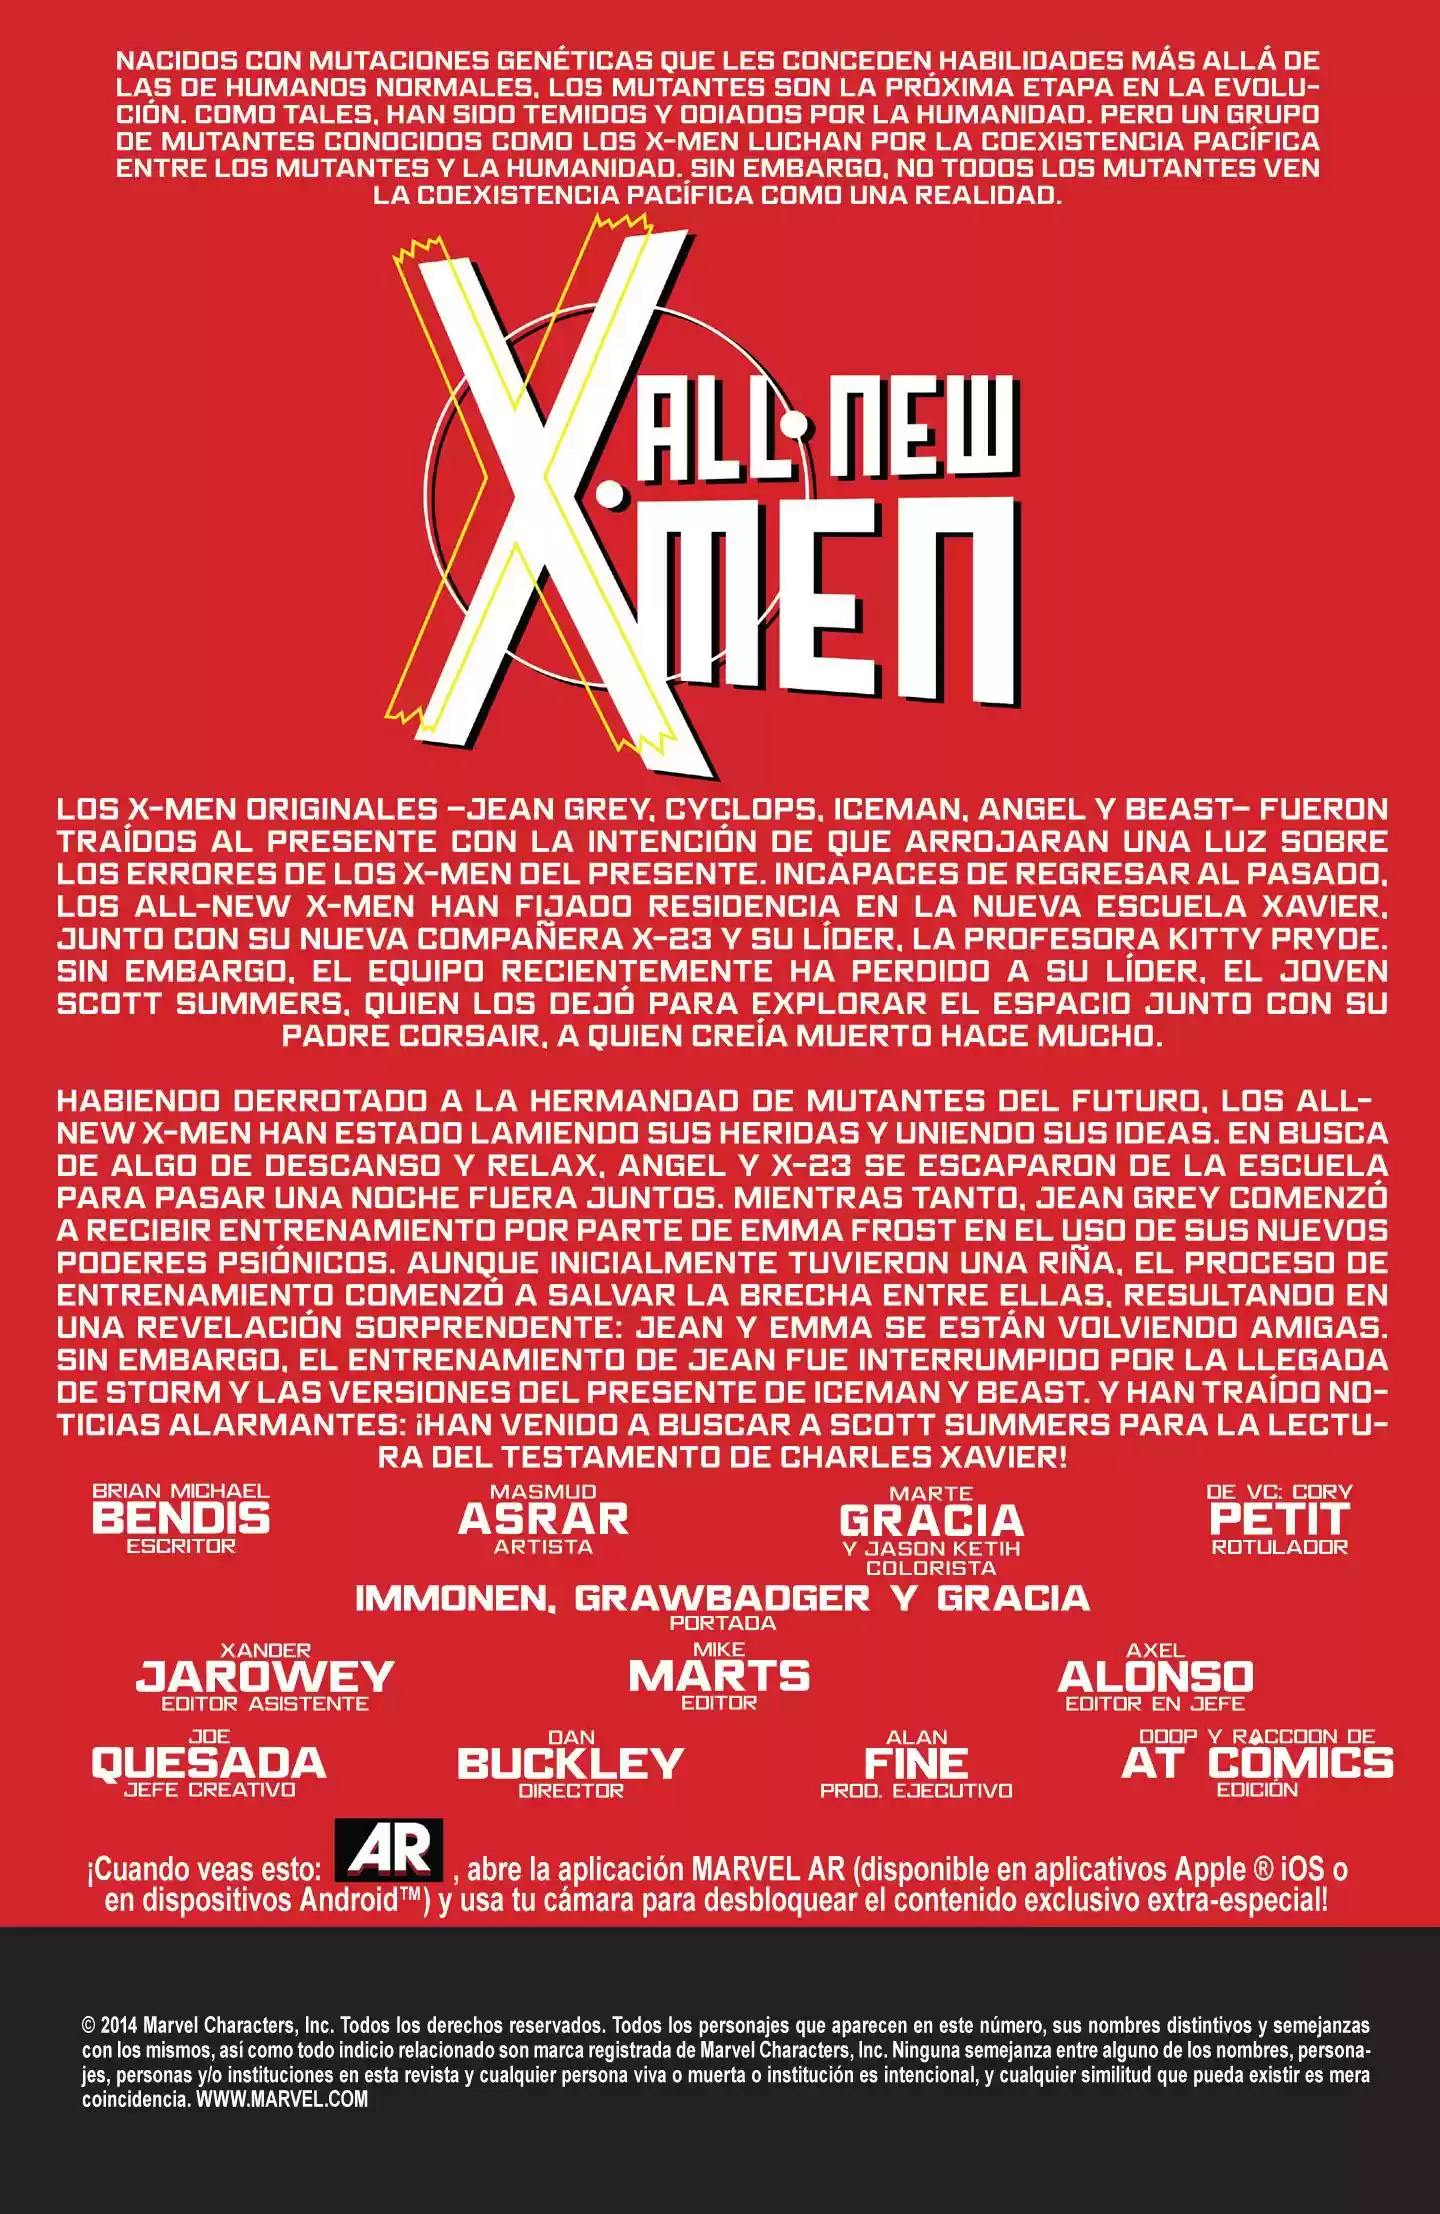 NACIDOS CON MUTACIONES GENÉTICAS QUE LES CONCEDEN HABILIDADES MÁS ALLÁ DE
LAS DE HUMANOS NORMALES, LOS MUTANTES SON LA PRÓXIMA ETAPA EN LA EVOLU-
CIÓN. COMO TALES, HAN SIDO TEMIDOS Y ODIADOS POR LA HUMANIDAD. PERO UN GRUPO
DE MUTANTES CONOCIDOS COMO LOS X-MEN LUCHAN POR LA COEXISTENCIA PACÍFICA
ENTRE LOS MUTANTES Y LA HUMANIDAD. SIN EMBARGO, NO TODOS LOS MUTANTES VEN
LA COEXISTENCIA PACÍFICA COMO UNA REALIDAD.
ALL·NEW
X·MEN
LOS X-MEN ORIGINALES –JEAN GREY, CYCLOPS, ICEMAN, ANGEL Y BEAST– FUERON
TRAÍDOS AL PRESENTE CON LA INTENCIÓN DE QUE ARROJARAN UNA LUZ SOBRE
LOS ERRORES DE LOS X-MEN DEL PRESENTE. INCAPACES DE REGRESAR AL PASADO,
LOS ALL-NEW X-MEN HAN FIJADO RESIDENCIA EN LA NUEVA ESCUELA XAVIER,
JUNTO CON SU NUEVA COMPAÑERA X-23 Y SU LÍDER, LA PROFESORA KITTY PRYDE.
SIN EMBARGO, EL EQUIPO RECIENTEMENTE HA PERDIDO A SU LÍDER, EL JOVEN
SCOTT SUMMERS, QUIEN LOS DEJÓ PARA EXPLORAR EL ESPACIO JUNTO CON SU
PADRE CORSAIR, A QUIEN CREÍA MUERTO HACE MUCHO.
HABIENDO DERROTADO A LA HERMANDAD DE MUTANTES DEL FUTURO, LOS ALL-
NEW X-MEN HAN ESTADO LAMIENDO SUS HERIDAS Y UNIENDO SUS IDEAS. EN BUSCA
DE ALGO DE DESCANSO Y RELAX, ANGEL Y X-23 SE ESCAPARON DE LA ESCUELA
PARA PASAR UNA NOCHE FUERA JUNTOS. MIENTRAS TANTO, JEAN GREY COMENZÓ
A RECIBIR ENTRENAMIENTO POR PARTE DE EMMA FROST EN EL USO DE SUS NUEVOS
PODERES PSIÓNICOS. AUNQUE INICIALMENTE TUVIERON UNA RIÑA, EL PROCESO DE
ENTRENAMIENTO COMENZÓ A SALVAR LA BRECHA ENTRE ELLAS, RESULTANDO EN
UNA REVELACIÓN SORPRENDENTE: JEAN Y EMMA SE ESTÁN VOLVIENDO AMIGAS.
SIN EMBARGO, EL ENTRENAMIENTO DE JEAN FUE INTERRUMPIDO POR LA LLEGADA
DE STORM Y LAS VERSIONES DEL PRESENTE DE ICEMAN Y BEAST. Y HAN TRAÍDO NO-
TICIAS ALARMANTES: ¡HAN VENIDO A BUSCAR A SCOTT SUMMERS PARA LA LECTU-
RA DEL TESTAMENTO DE CHARLES XAVIER!
BRIAN MICHAEL
BENDIS
ESCRITOR
MASMUD
ASRAR
ARTISTA
MARTE
GRACIA
Y JASON KETIH
COLORISTA
DE VC: CORY
PETIT
ROTULADOR
IMMONEN, GRAWBADGER Y GRACIA
PORTADA
XANDER
JAROWEY
EDITOR ASISTENTE
MIKE
MARTS
EDITOR
AXEL
ALONSO
EDITOR EN JEFE
JOE
QUESADA
JEFE CREATIVO
DAN
BUCKLEY
DIRECTOR
ALAN
FINE
PROD. EJECUTIVO
DOOP Y RACCOON DE
AT CÓMICS
EDICIÓN
¡Cuando veas esto: AR , abre la aplicación MARVEL AR (disponible en aplicativos Apple ® iOS o
en dispositivos Android™) y usa tu cámara para desbloquear el contenido exclusivo extra-especial!
© 2014 Marvel Characters, Inc. Todos los derechos reservados. Todos los personajes que aparecen en este número, sus nombres distintivos y semejanzas
con los mismos, así como todo indicio relacionado son marca registrada de Marvel Characters, Inc. Ninguna semejanza entre alguno de los nombres, persona-
jes, personas y/o instituciones en esta revista y cualquier persona viva o muerta o institución es intencional, y cualquier similitud que pueda existir es mera
coincidencia. WWW.MARVEL.COM